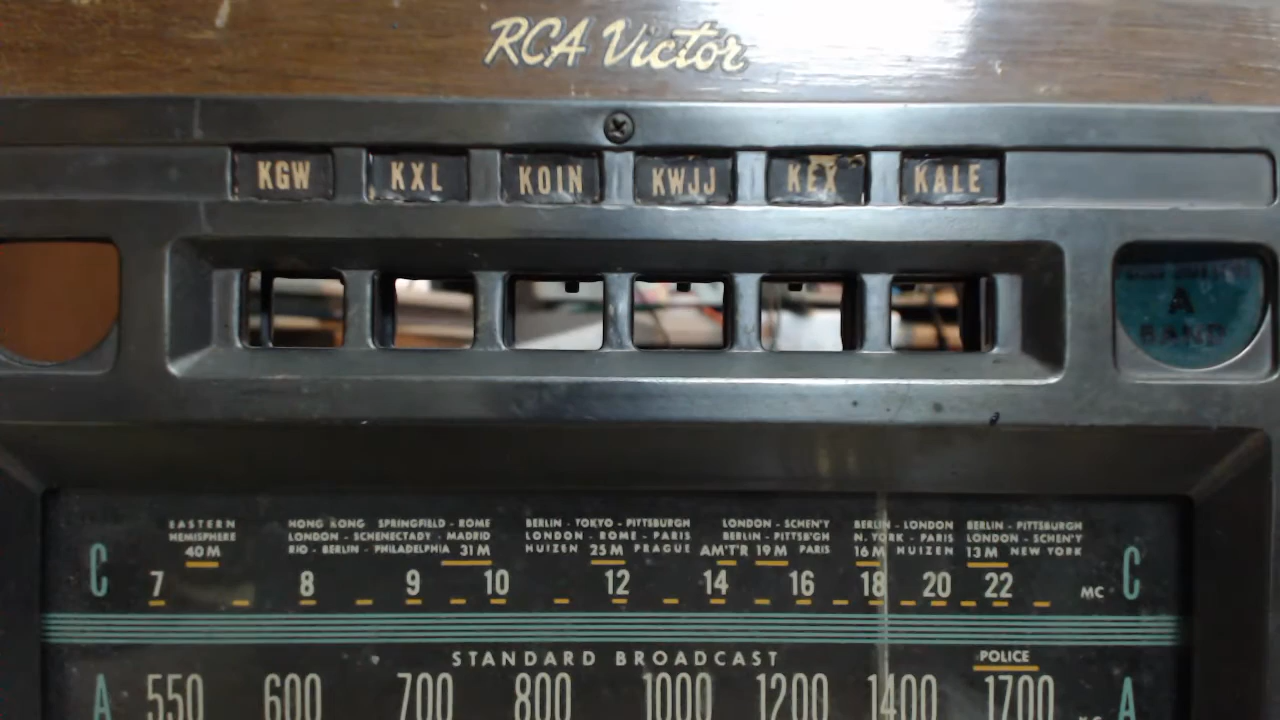 RCA Victor
KGW KXL KOIN KWJJ KEX KALE
A
BAND
EASTERN
HEMISPHERE
40 M
HONG KONG SPRINGFIELD - ROME
LONDON - SCHENECTADY - MADRID
RIO - BERLIN - PHILADELPHIA 31 M
BERLIN - TOKYO - PITTSBURGH
LONDON - ROME - PARIS
HUIZEN 25 M PRAGUE
LONDON - SCHEN'Y
BERLIN - PITTSB'GH
AM'T'R 19 M PARIS
BERLIN - LONDON
N. YORK - PARIS
16 M HUIZEN
BERLIN - PITTSBURGH
LONDON - SCHEN'Y
13 M NEW YORK
C 7 8 9 10 12 14 16 18 20 22 MC C
STANDARD BROADCAST POLICE
A 550 600 700 800 1000 1200 1400 1700 A